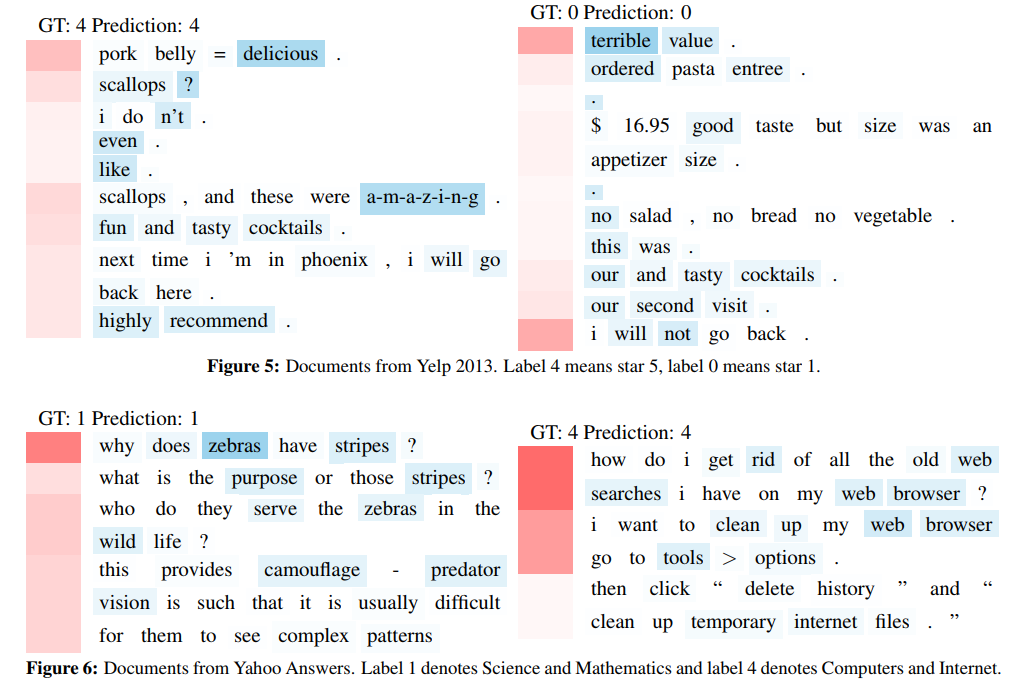 GT: 4 Prediction: 4
pork belly = delicious .
scallops ?
i do n't .
even .
like .
scallops , and these were a-m-a-z-i-n-g .
fun and tasty cocktails .
next time i 'm in phoenix , i will go
back here .
highly recommend .
GT: 0 Prediction: 0
terrible value .
ordered pasta entree .
.
$ 16.95 good taste but size was an
appetizer size .
.
no salad , no bread no vegetable .
this was .
our and tasty cocktails .
our second visit .
i will not go back .
Figure 5: Documents from Yelp 2013. Label 4 means star 5, label 0 means star 1.
GT: 1 Prediction: 1
why does zebras have stripes ?
what is the purpose or those stripes ?
who do they serve the zebras in the
wild life ?
this provides camouflage - predator
vision is such that it is usually difficult
for them to see complex patterns
GT: 4 Prediction: 4
how do i get rid of all the old web
searches i have on my web browser ?
i want to clean up my web browser
go to tools > options .
then click “ delete history ” and “
clean up temporary internet files . ”
Figure 6: Documents from Yahoo Answers. Label 1 denotes Science and Mathematics and label 4 denotes Computers and Internet.